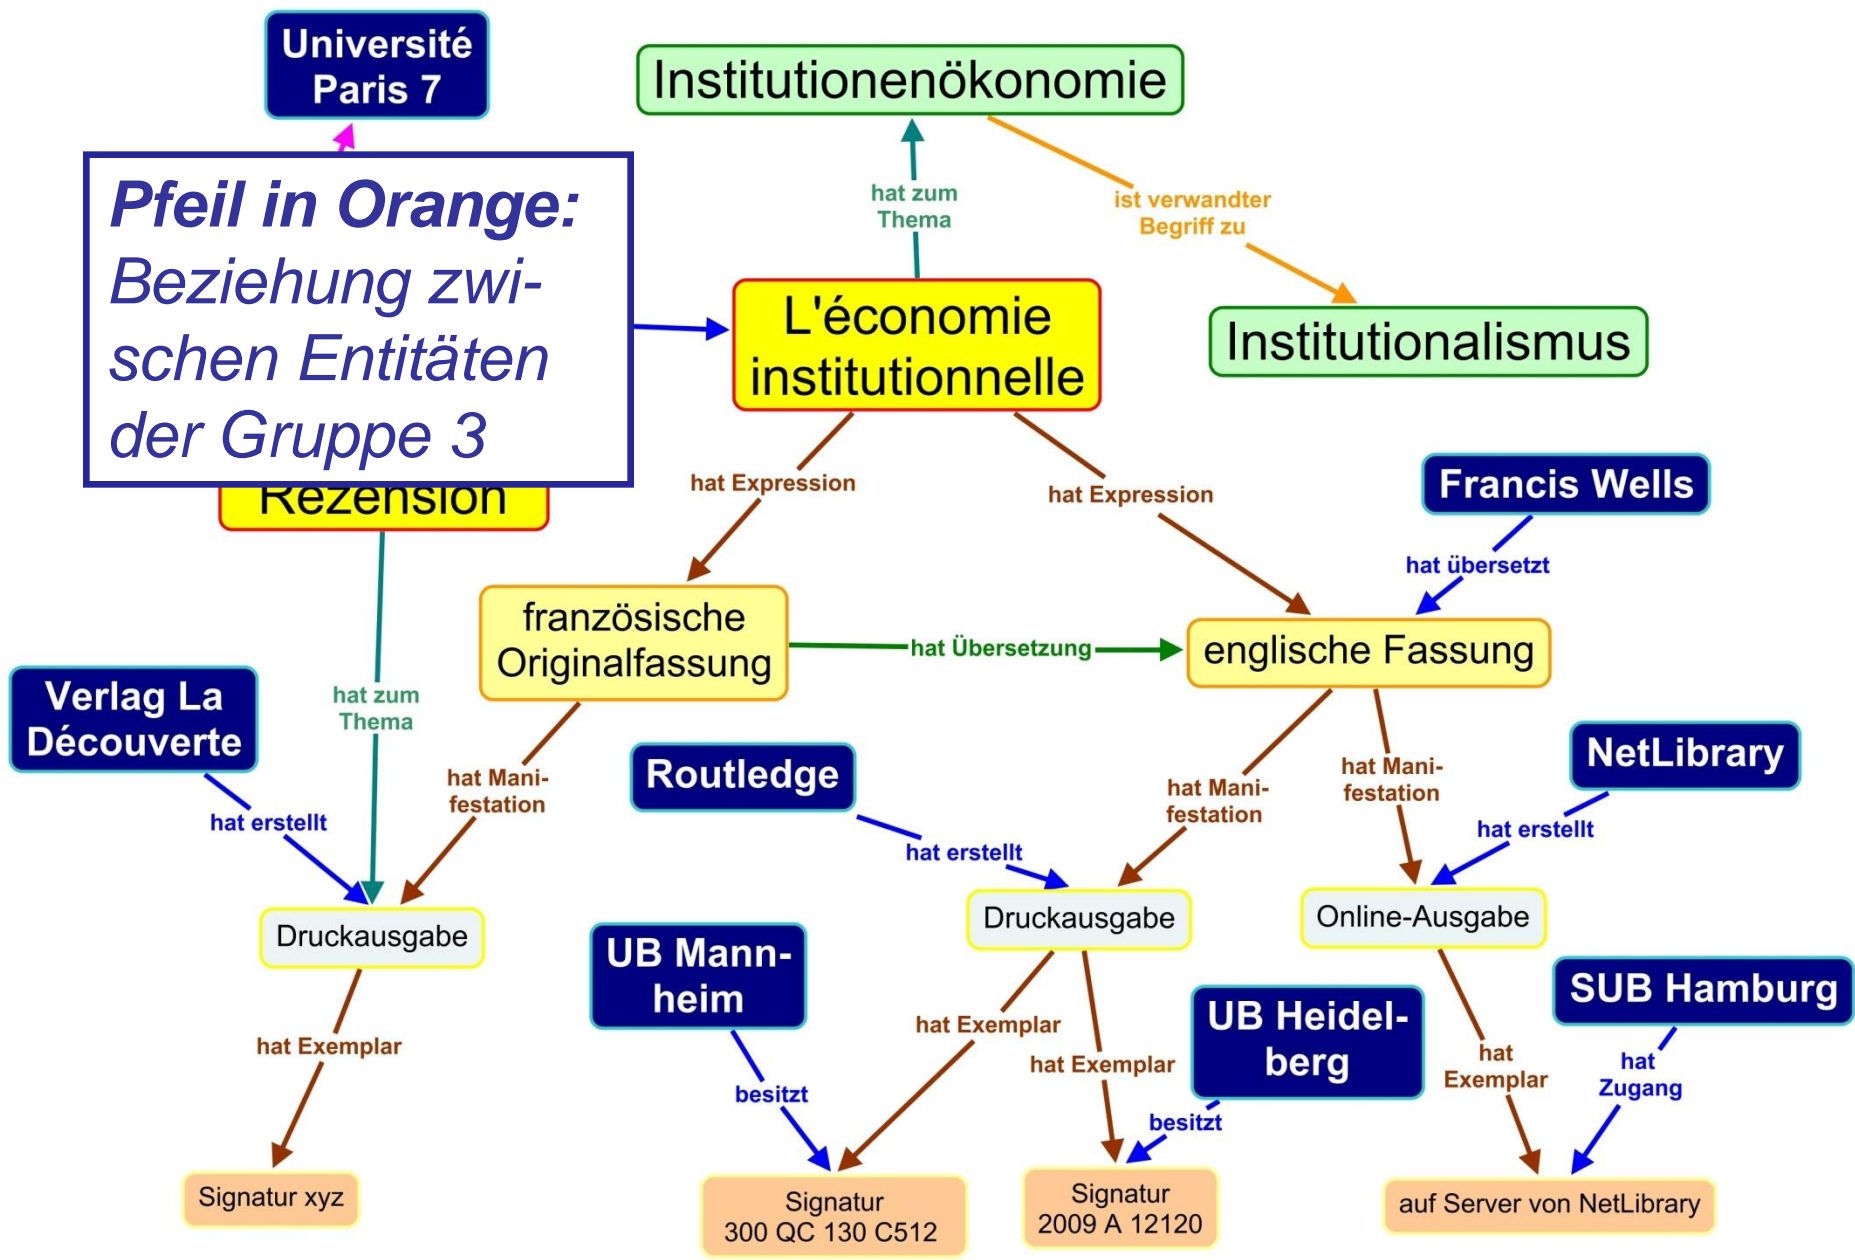 Université
Paris 7
Institutionenökonomie
Pfeil in Orange:
Beziehung zwi-
schen Entitäten
der Gruppe 3
hat zum
Thema
ist verwandter
Begriff zu
L'économie
institutionnelle
Institutionalismus
Rezension
hat Expression
hat Expression
Francis Wells
hat übersetzt
französische
Originalfassung
hat Übersetzung
englische Fassung
Verlag La
Découverte
hat zum
Thema
hat erstellt
hat Mani-
festation
Routledge
hat erstellt
hat Mani-
festation
hat Mani-
festation
NetLibrary
hat erstellt
Druckausgabe
Druckausgabe
Online-Ausgabe
UB Mann-
heim
UB Heidel-
berg
SUB Hamburg
hat Exemplar
besitzt
hat Exemplar
hat Exemplar
besitzt
hat
Exemplar
hat
Zugang
Signatur xyz
Signatur
300 QC 130 C512
Signatur
2009 A 12120
auf Server von NetLibrary